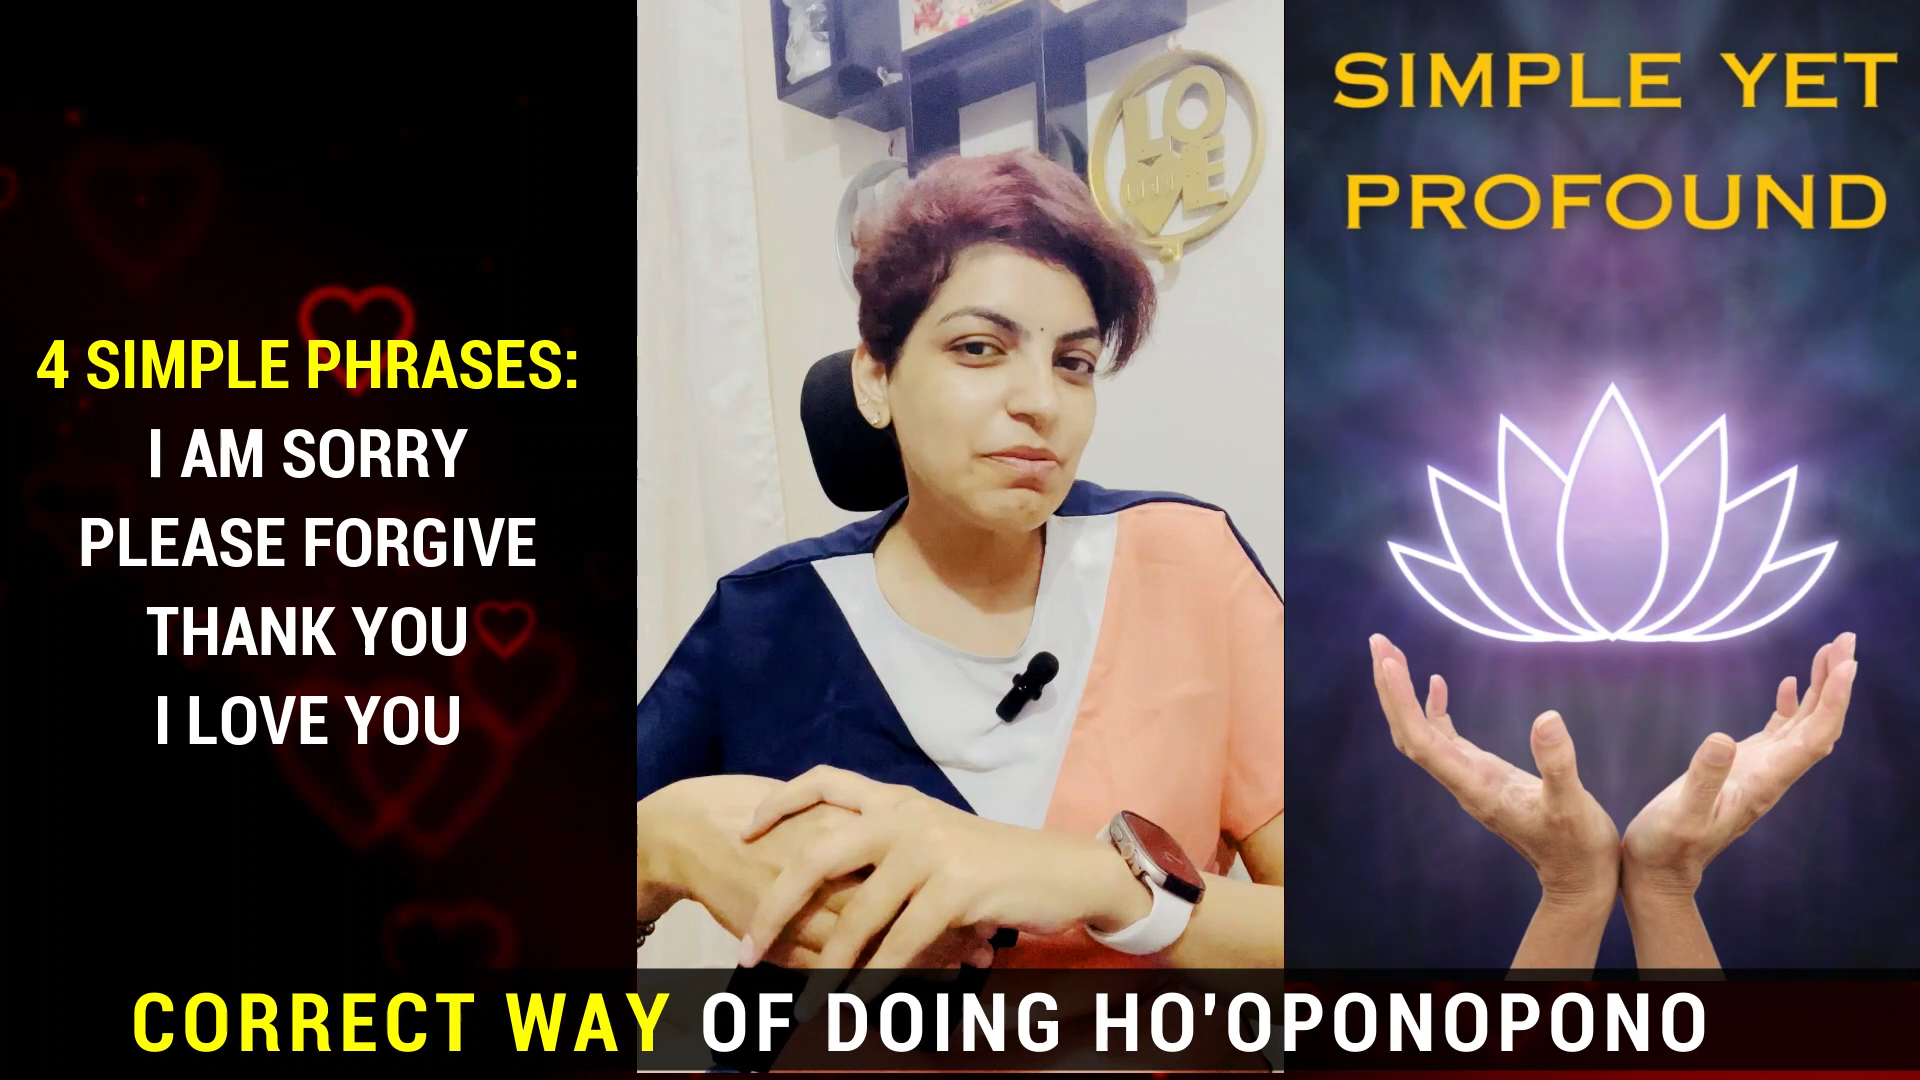 4 SIMPLE PHRASES:
I AM SORRY
PLEASE FORGIVE
THANK YOU
I LOVE YOU
LOVE
SIMPLE YET
PROFOUND
CORRECT WAY OF DOING HO'OPONOPONO